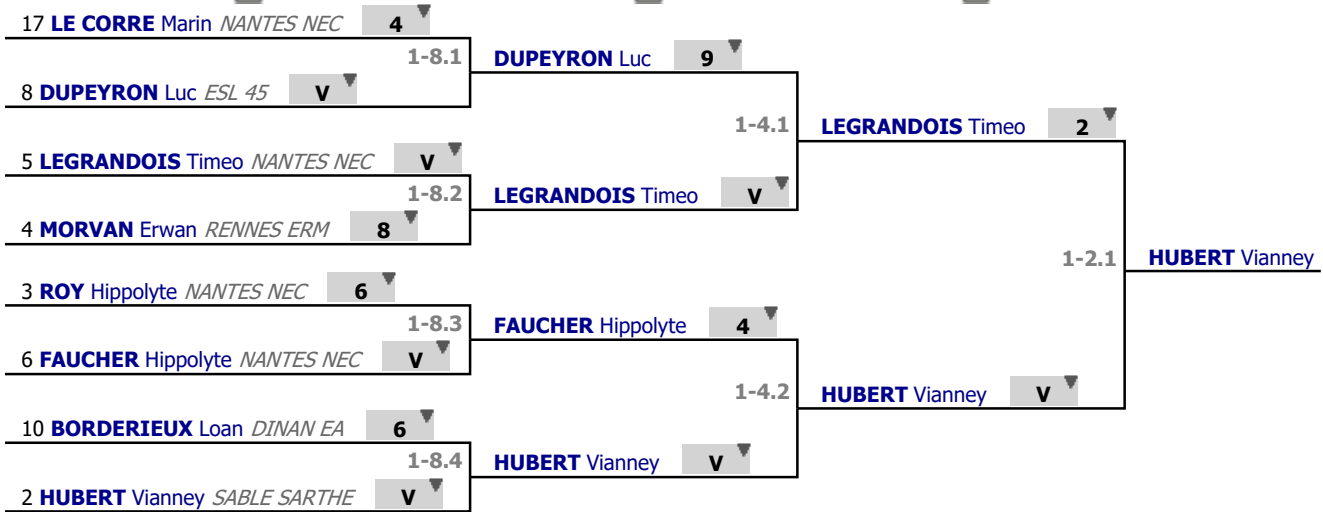 17 LE CORRE Marin NANTES NEC 4
1-8.1
8 DUPEYRON Luc ESL 45 V
5 LEGRANDOIS Timeo NANTES NEC V
1-8.2
4 MORVAN Erwan RENNES ERM 8
3 ROY Hippolyte NANTES NEC 6
1-8.3
6 FAUCHER Hippolyte NANTES NEC V
10 BORDERIEUX Loan DINAN EA 6
1-8.4
2 HUBERT Vianney SABLE SARTHE V
DUPEYRON Luc 9
1-4.1
LEGRANDOIS Timeo V
FAUCHER Hippolyte 4
1-4.2
HUBERT Vianney V
LEGRANDOIS Timeo 2
1-2.1
HUBERT Vianney V
HUBERT Vianney